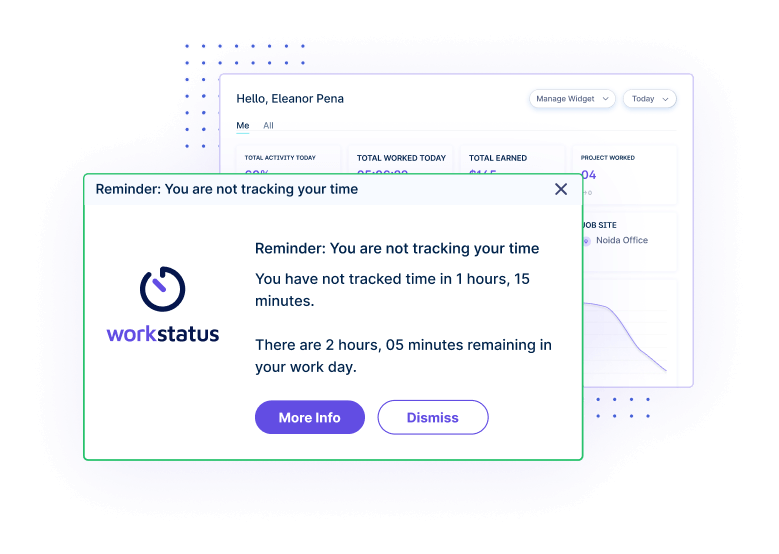 Hello, Eleanor Pena
Manage Widget
Today
Me
All
TOTAL ACTIVITY TODAY
TOTAL WORKED TODAY
TOTAL EARNED
PROJECT WORKED
04
Reminder: You are not tracking your time
JOB SITE
Noida Office
Reminder: You are not tracking your time
You have not tracked time in 1 hours, 15
minutes.
workstatus
There are 2 hours, 05 minutes remaining in
your work day.
More Info
Dismiss